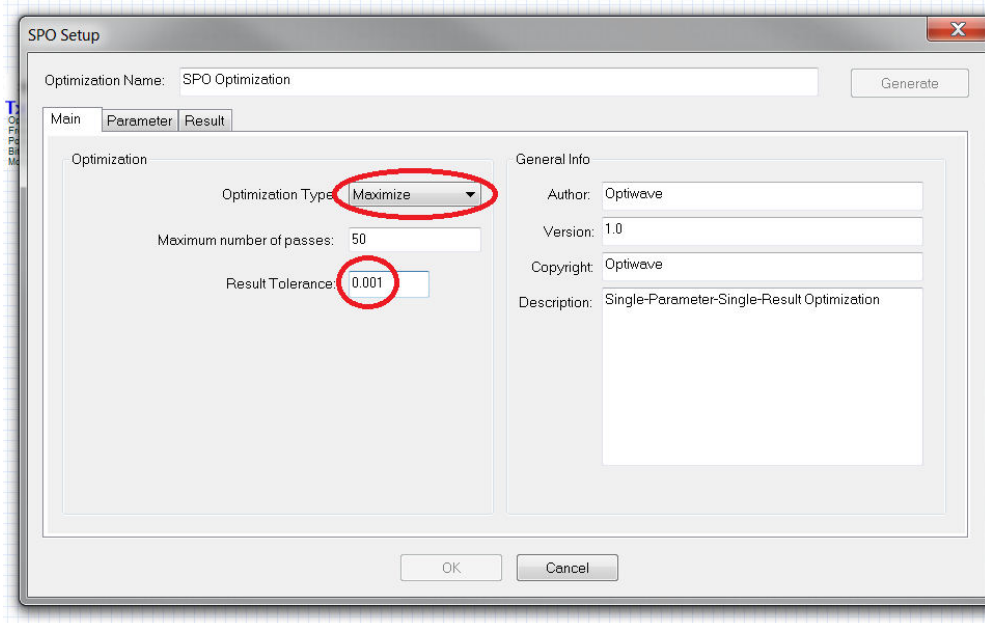 SPO Setup
X
Optimization Name: SPO Optimization
Generate
Main Parameter Result
Optimization
Optimization Type Maximize
Maximum number of passes: 50
Result Tolerance: 0.001
General Info
Author: Optiwave
Version: 1.0
Copyright: Optiwave
Description: Single-Parameter-Single-Result Optimization
OK Cancel